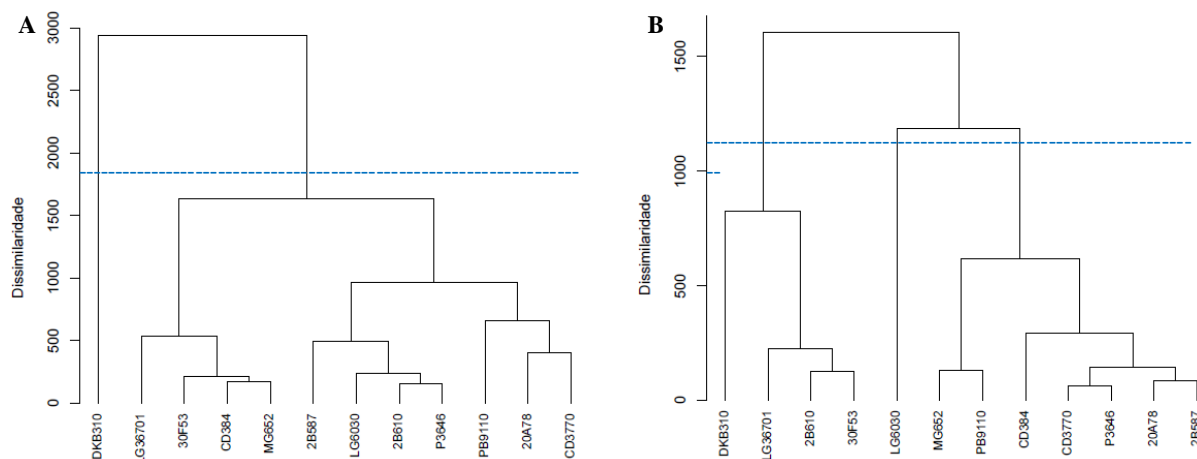 A
Dissimilaridade
3000
2500
2000
1500
1000
500
0
DKB310
LG36701
30F53
CD384
MG652
2B587
LG6030
2B610
P3646
PB9110
20A78
CD3770
B
Dissimilaridade
1500
1000
500
0
DKB310
LG36701
2B610
30F53
LG6030
MG652
PB9110
CD384
CD3770
P3646
20A78
2B587